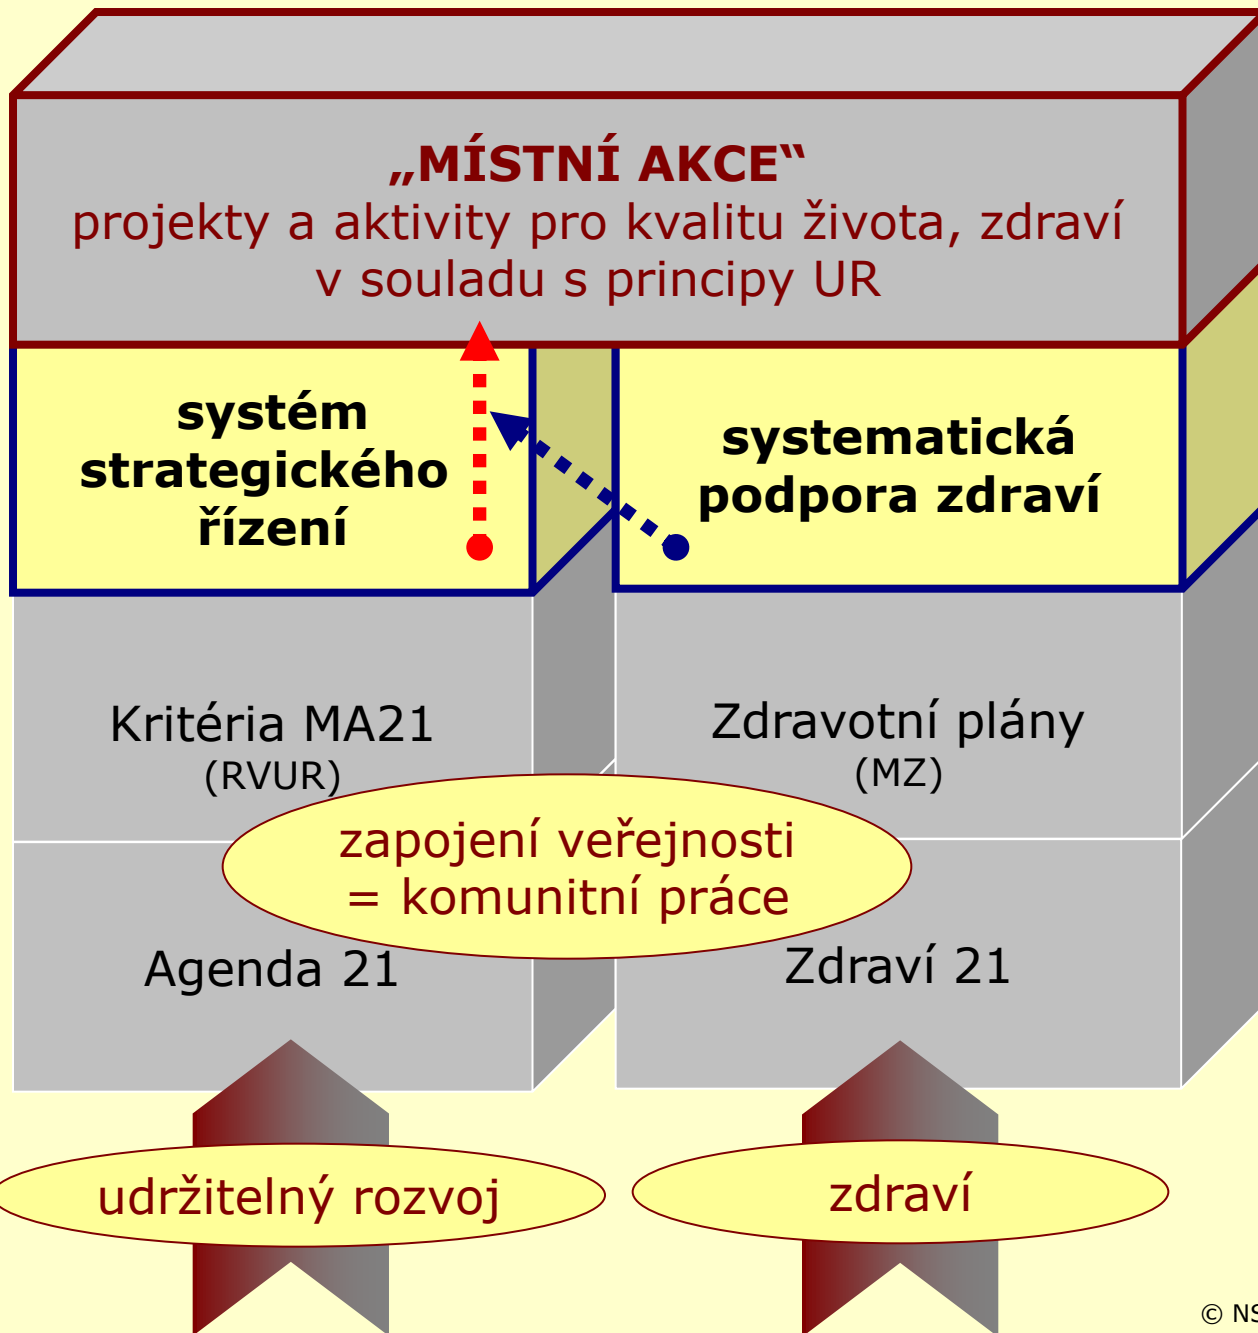 „MÍSTNÍ AKCE“
projekty a aktivity pro kvalitu života, zdraví
v souladu s principy UR
systém
strategického
řízení
systematická
podpora zdraví
Kritéria MA21
(RVUR)
Zdravotní plány
(MZ)
zapojení veřejnosti
= komunitní práce
Agenda 21
Zdraví 21
udržitelný rozvoj
zdraví
© NS